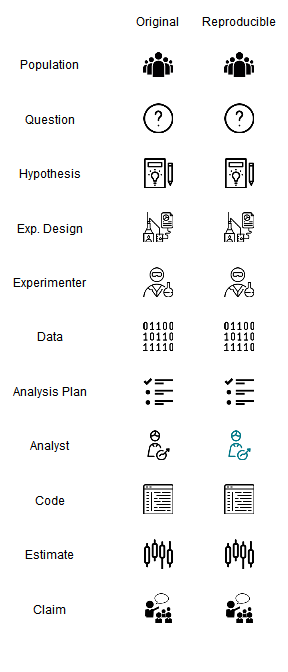 Original Reproducible
Population
Question
?
?
Hypothesis
Exp. Design
Experimenter
Data
01100
10110
11110
01100
10110
11110
Analysis Plan
Analyst
Code
Estimate
Claim